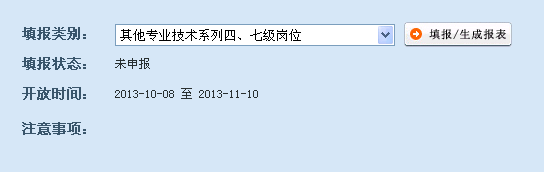 填报类别： 其他专业技术系列四、七级岗位 填报/生成报表
填报状态： 未申报
开放时间： 2013-10-08 至 2013-11-10
注意事项：